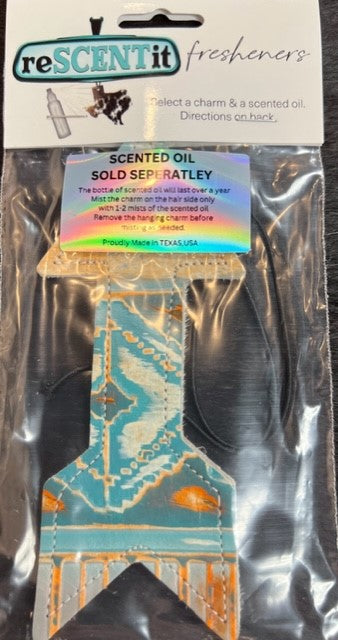 reSCENTit fresheners
Select a charm & a scented oil.
Directions on back.
SCENTED OIL
SOLD SEPERATLEY
The bottle of scented oil will last over a year
Mist the charm on the hair side only
with 1-2 mists of the scented oil
Remove the hanging charm before
misting as needed.
Proudly Made in TEXAS,USA